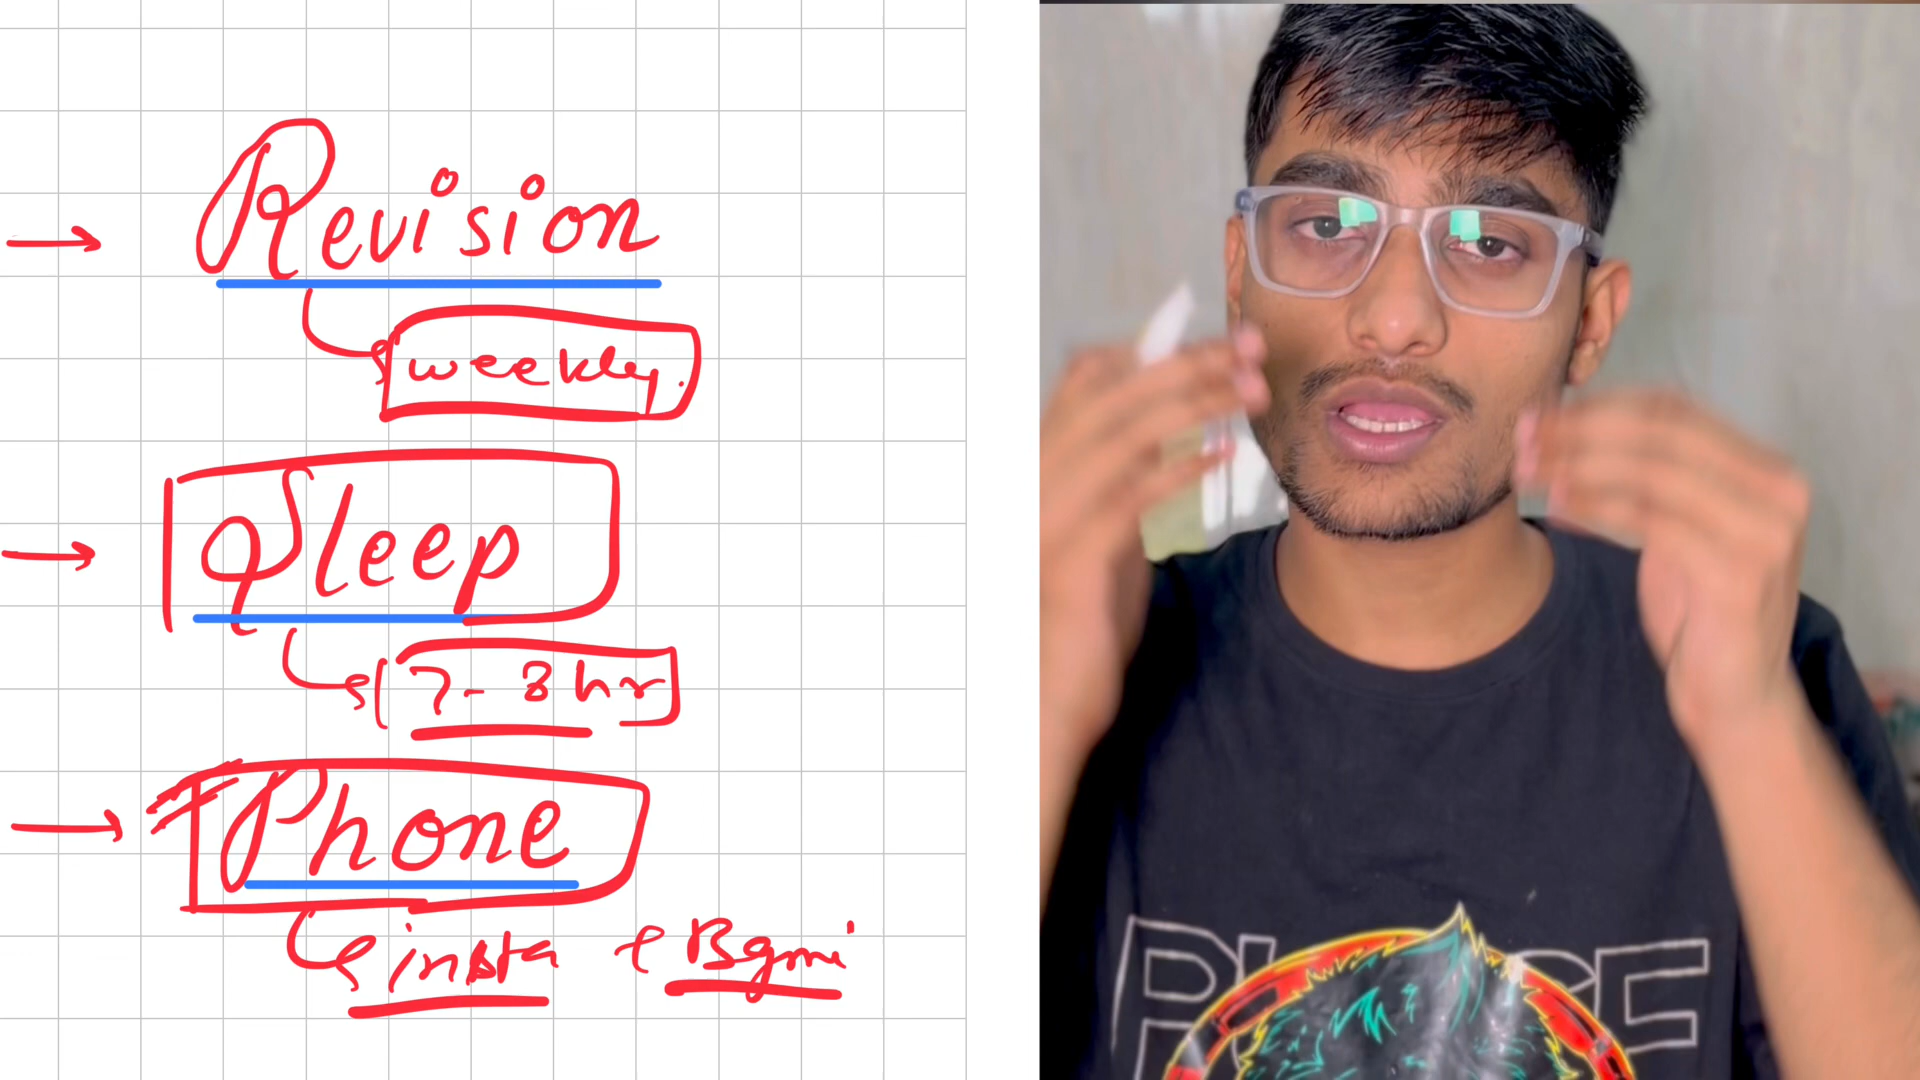 → Revision
weekly.
→ Sleep
7-8 hr
→ Phone
insta + Bgmi